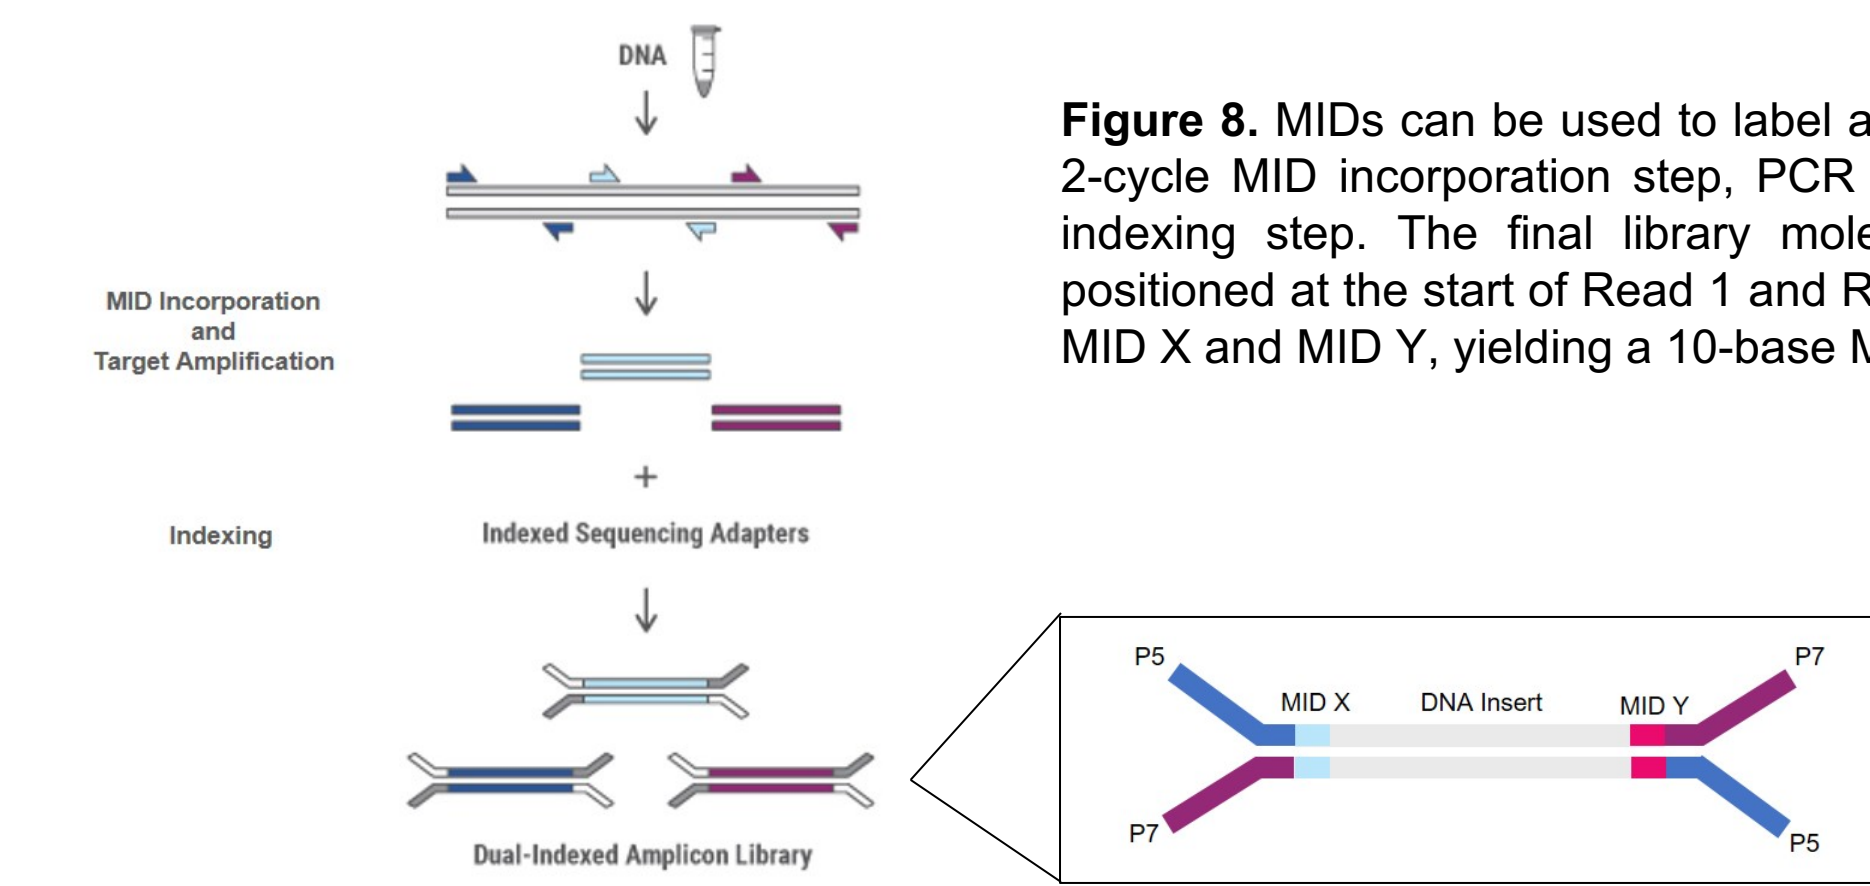 DNA
MID Incorporation
and
Target Amplification
+
Indexing
Indexed Sequencing Adapters
Dual-Indexed Amplicon Library
Figure 8. MIDs can be used to label a
2-cycle MID incorporation step, PCR
indexing step. The final library mole
positioned at the start of Read 1 and R
MID X and MID Y, yielding a 10-base M
P5
P7
MID X
DNA Insert
MID Y
P7
P5